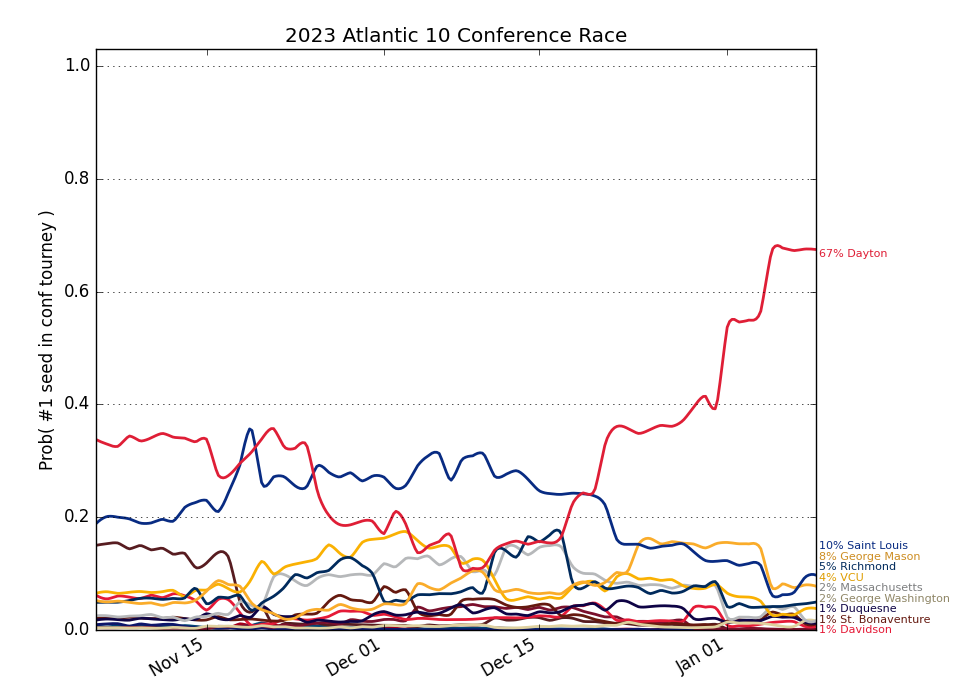 2023 Atlantic 10 Conference Race
Prob( #1 seed in conf tourney )
1.0
0.8
0.6
0.4
0.2
0.0
Nov 15
Dec 01
Dec 15
Jan 01
67% Dayton
10% Saint Louis
8% George Mason
5% Richmond
4% VCU
2% Massachusetts
2% George Washington
1% Duquesne
1% St. Bonaventure
1% Davidson